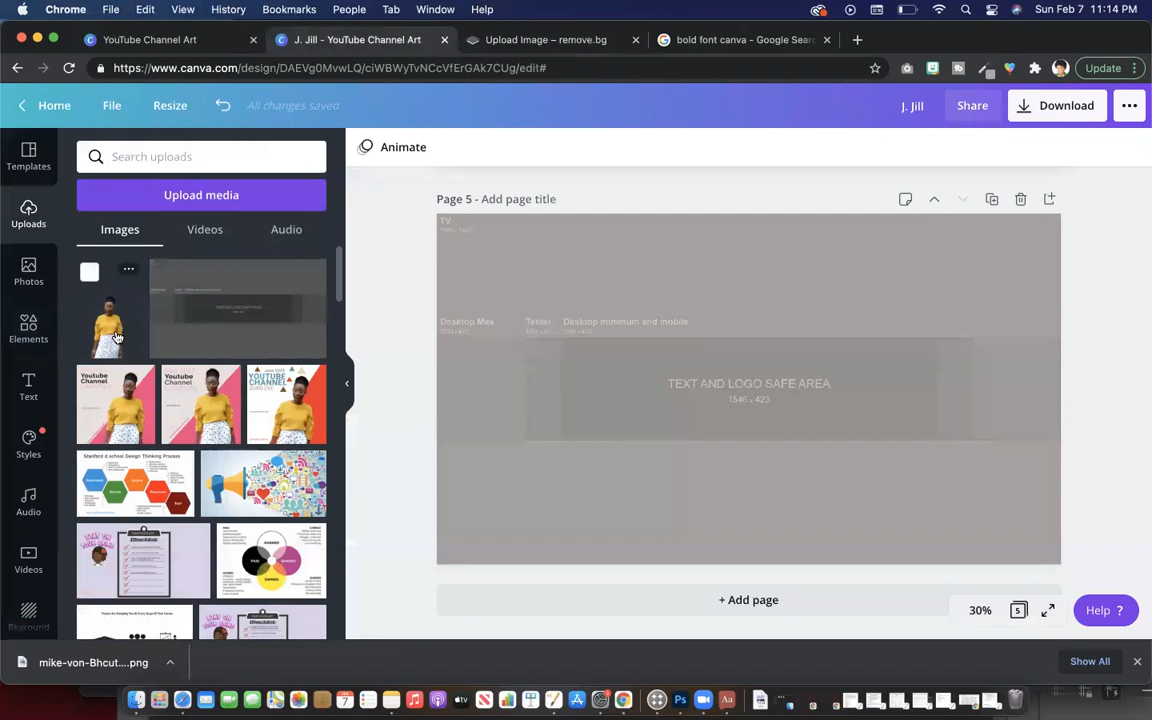 Chrome File Edit View History Bookmarks People Tab Window Help Sun Feb 7 11:14 PM
YouTube Channel Art J. Jill - YouTube Channel Art Upload Image – remove.bg bold font canva - Google Sear
https://www.canva.com/design/DAEVg0MvwLQ/ciWBWyTvNCcVfErGAk7CUg/edit# Update
Home File Resize All changes saved J. Jill Share Download
Templates
Uploads
Photos
Elements
Text
Styles
Audio
Videos
Search uploads
Upload media
Images Videos Audio
Youtube
Channel
Youtube
Channel
YOUTUBE
CHANNEL
Stanford d.school Design Thinking Process
Checklist
PAID
SHARED
Animate
Page 5 - Add page title
TV
Desktop Max Tablet Desktop minimum and mobile
TEXT AND LOGO SAFE AREA
1546 x 423
+ Add page
30% 5 Help ?
mike-von-Bhcut....png Show All